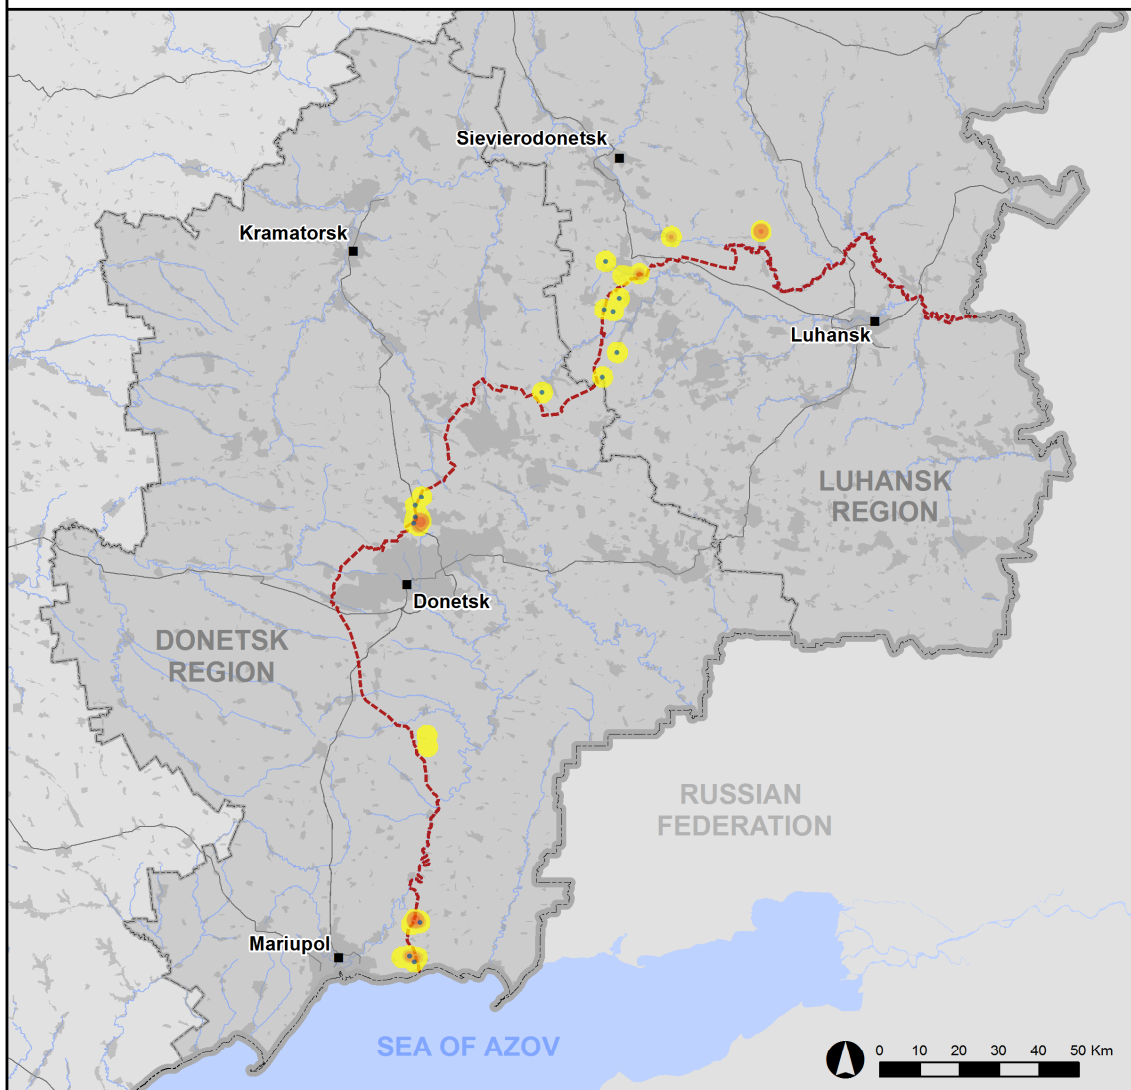 Sievierodonetsk
Kramatorsk
Luhansk
LUHANSK
REGION
Donetsk
DONETSK
REGION
RUSSIAN
FEDERATION
Mariupol
SEA OF AZOV
0 10 20 30 40 50 Km